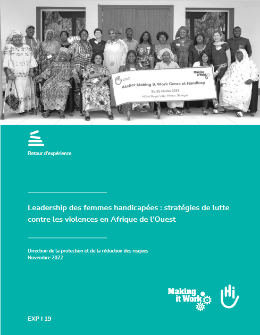 Atelier Making It Work Genre et Handicap
Making
it Work
Retour d'expérience
Leadership des femmes handicapées : stratégies de lutte
contre les violences en Afrique de l'Ouest
Direction de la protection et de la réduction des risques
Novembre 2022
Making
it Work
Hi
EXP | 19